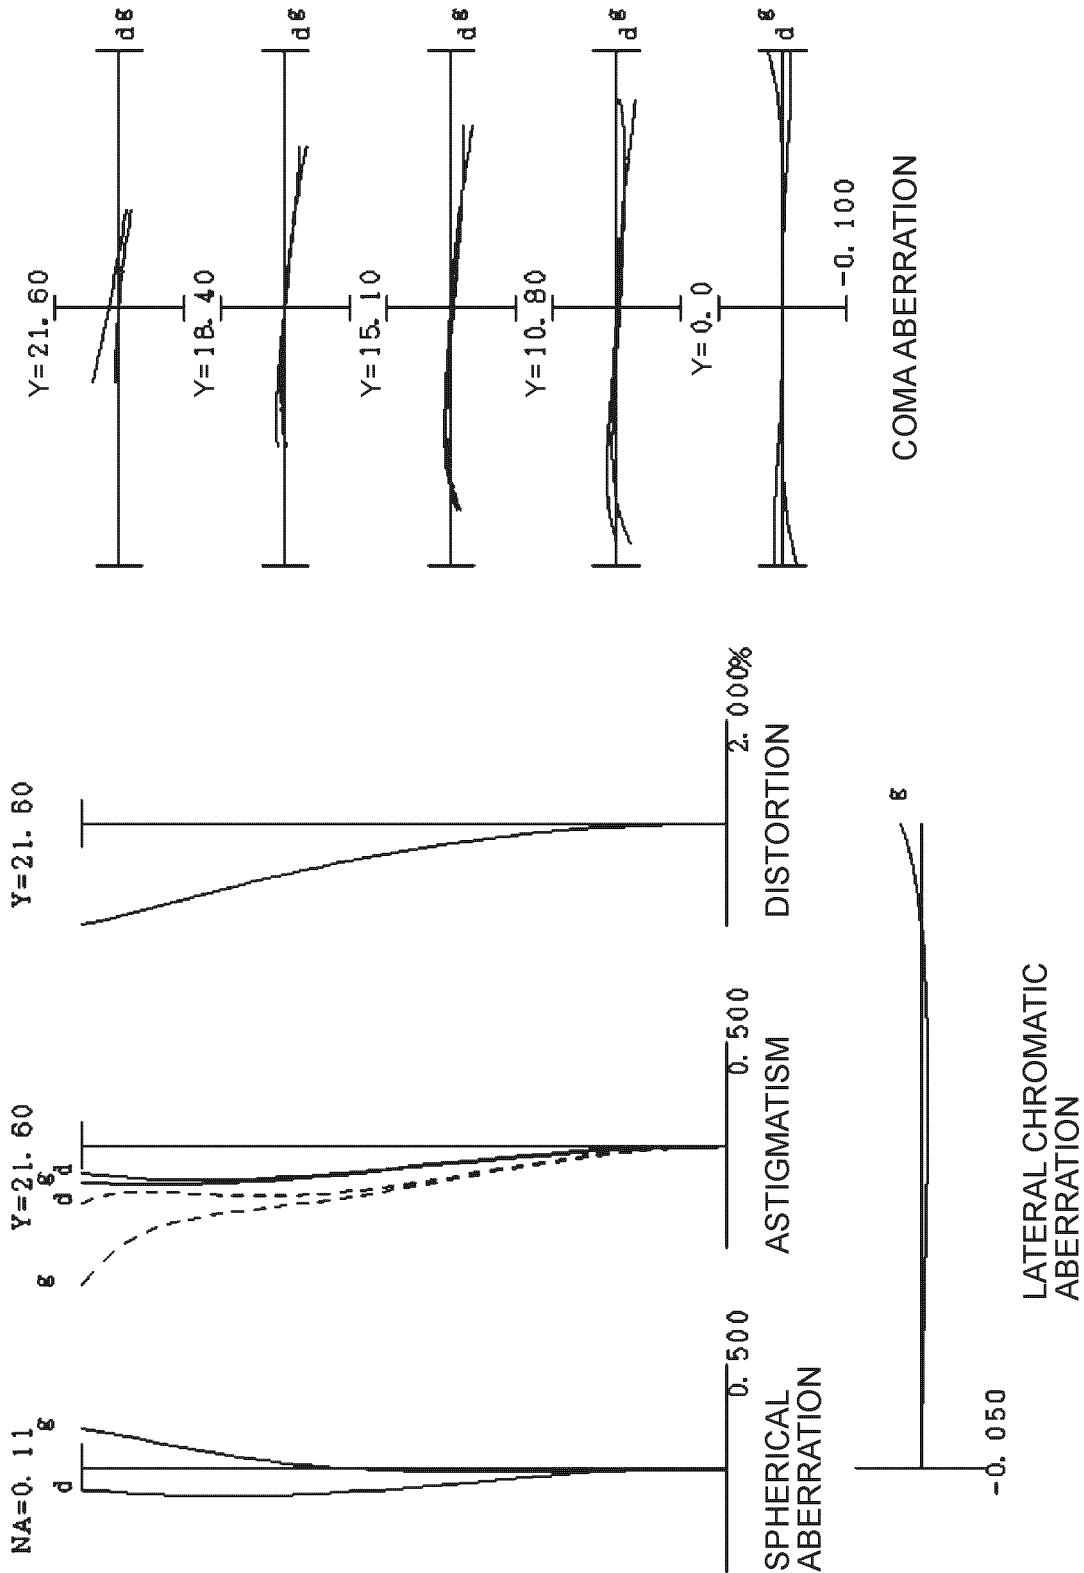 NA=0.11
d
g
0.500
SPHERICAL
ABERRATION
Y=21.60
g
d
g
d
0.500
ASTIGMATISM
Y=21.60
2.000%
DISTORTION
Y=21.60
d g
Y=18.40
d g
Y=15.10
d g
Y=10.80
d g
Y=0.0
d g
-0.100
COMA ABERRATION
g
-0.050
LATERAL CHROMATIC
ABERRATION